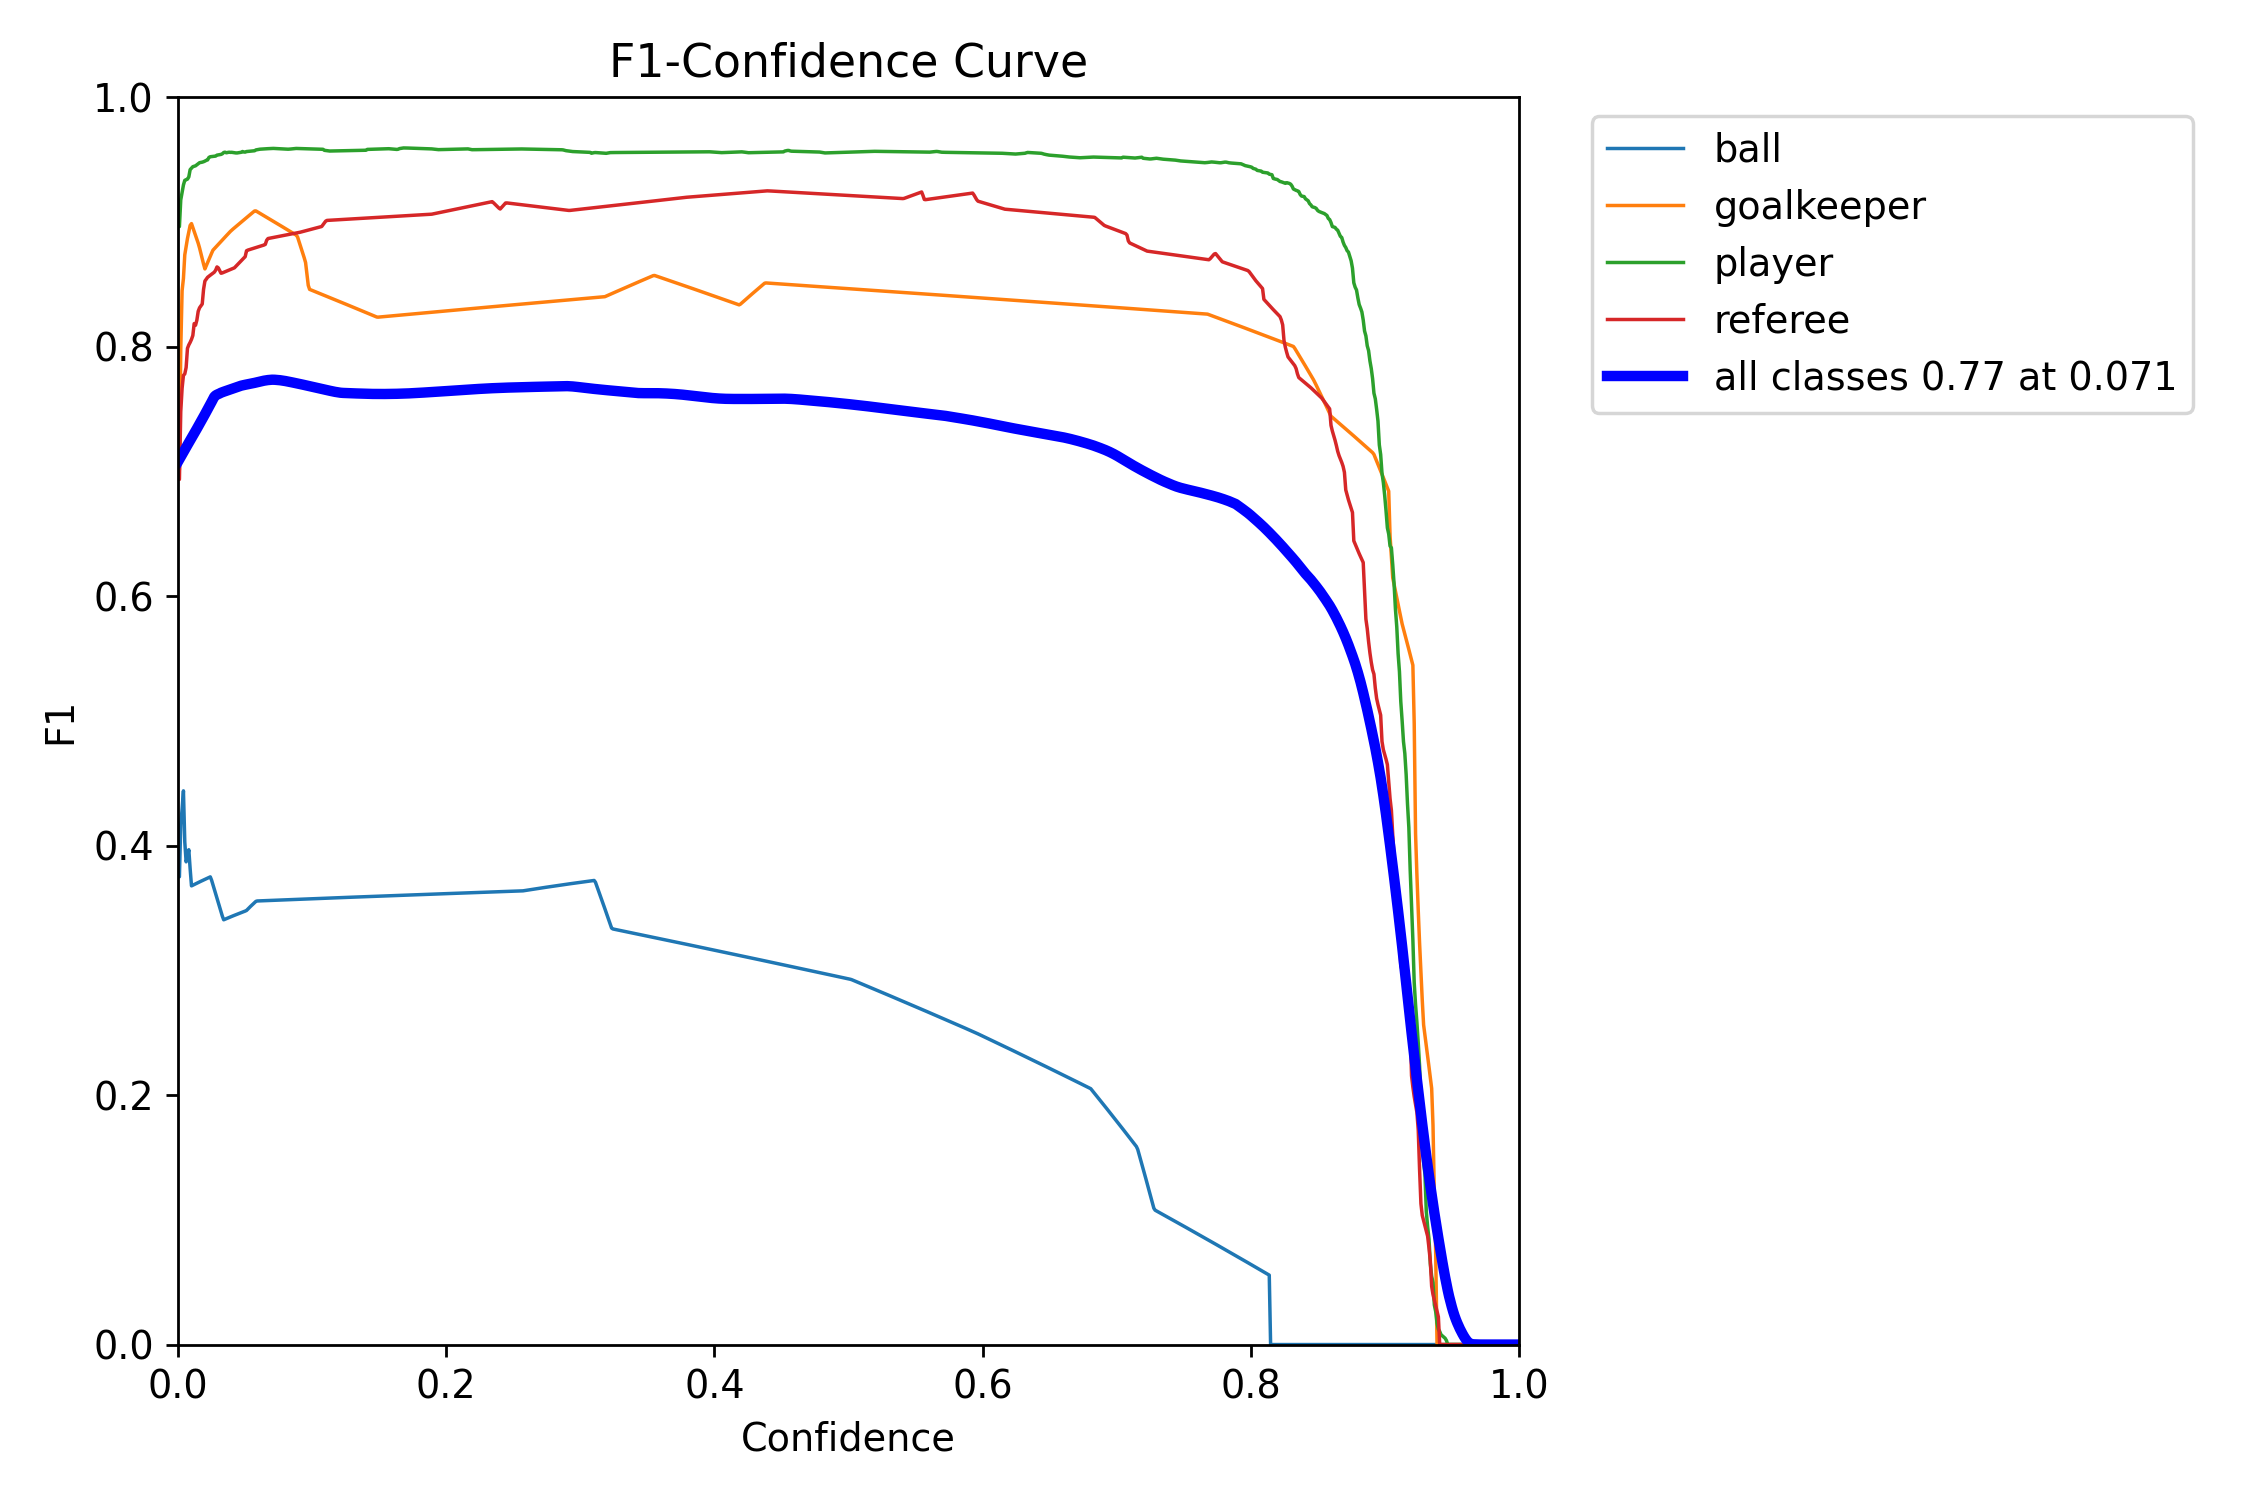 F1-Confidence Curve
1.0
0.8
0.6
0.4
0.2
0.0
F1
0.0 0.2 0.4 0.6 0.8 1.0
Confidence
ball
goalkeeper
player
referee
all classes 0.77 at 0.071